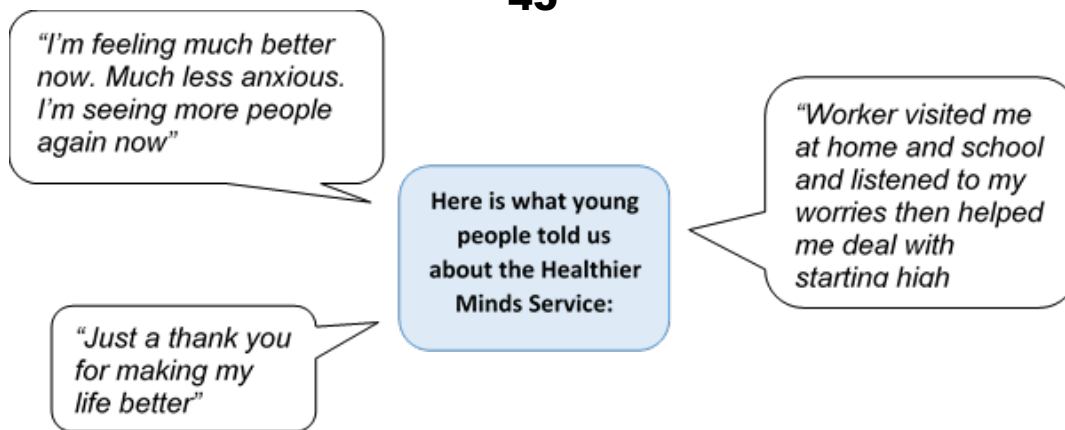 “I’m feeling much better
now. Much less anxious.
I’m seeing more people
again now”
Here is what young
people told us
about the Healthier
Minds Service:
“Worker visited me
at home and school
and listened to my
worries then helped
me deal with
starting high
“Just a thank you
for making my
life better”